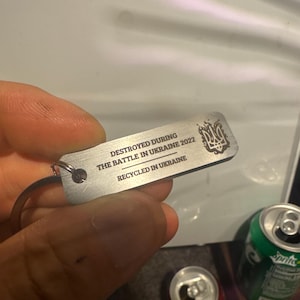 DESTROYED DURING
THE BATTLE IN UKRAINE 2022
RECYCLED IN UKRAINE